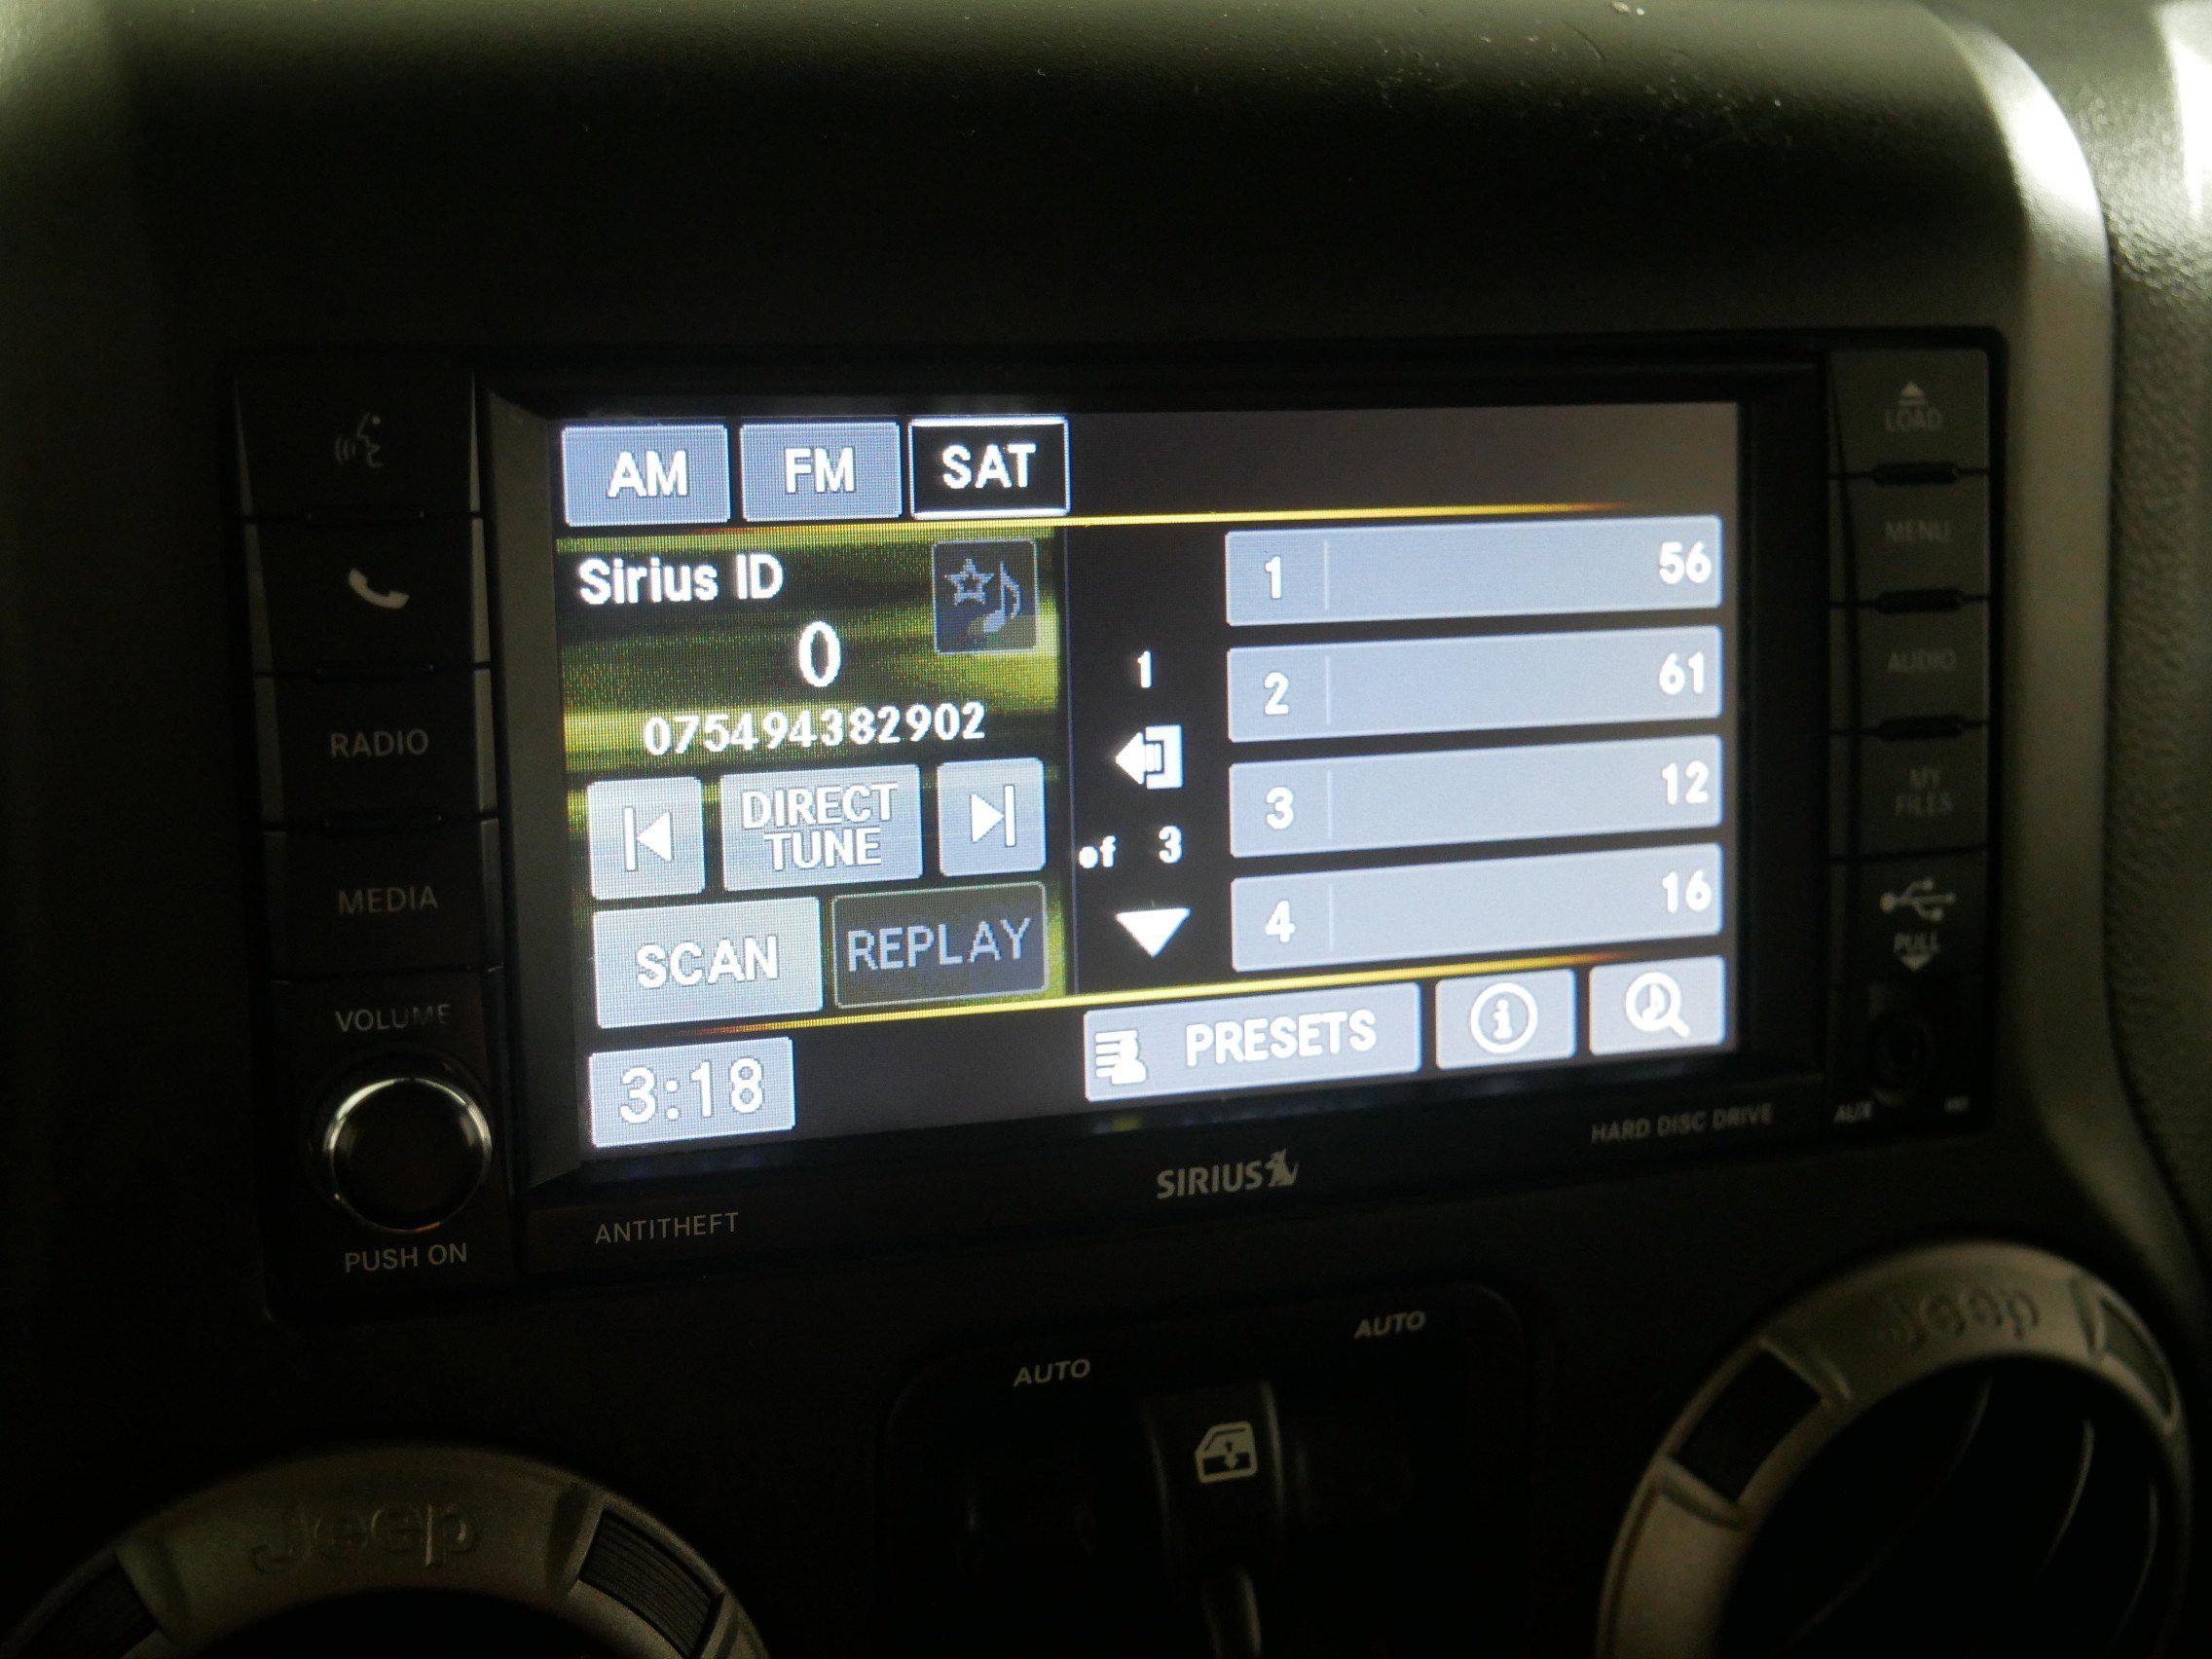 AM FM SAT
Sirius ID
0
075494382902
DIRECT
TUNE
SCAN REPLAY
3:18
1
of 3
1 56
2 61
3 12
4 16
PRESETS
i
RADIO
MEDIA
VOLUME
PUSH ON
LOAD
MENU
AUDIO
MY
FILES
PULL
AUX
ANTITHEFT
SIRIUS
HARD DISC DRIVE
AUTO
AUTO
Jeep
Jeep